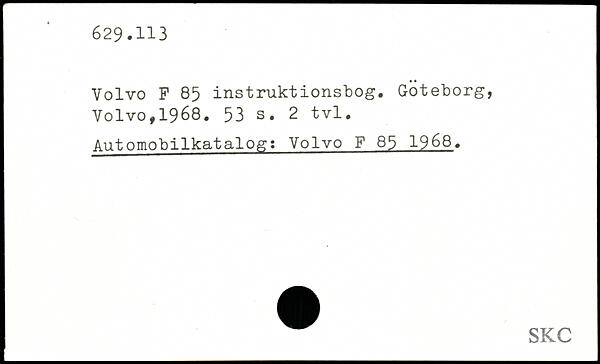 629.113
Volvo F 85 instruktionsbog. Göteborg,
Volvo,1968. 53 s. 2 tvl.
Automobilkatalog: Volvo F 85 1968.
SKC